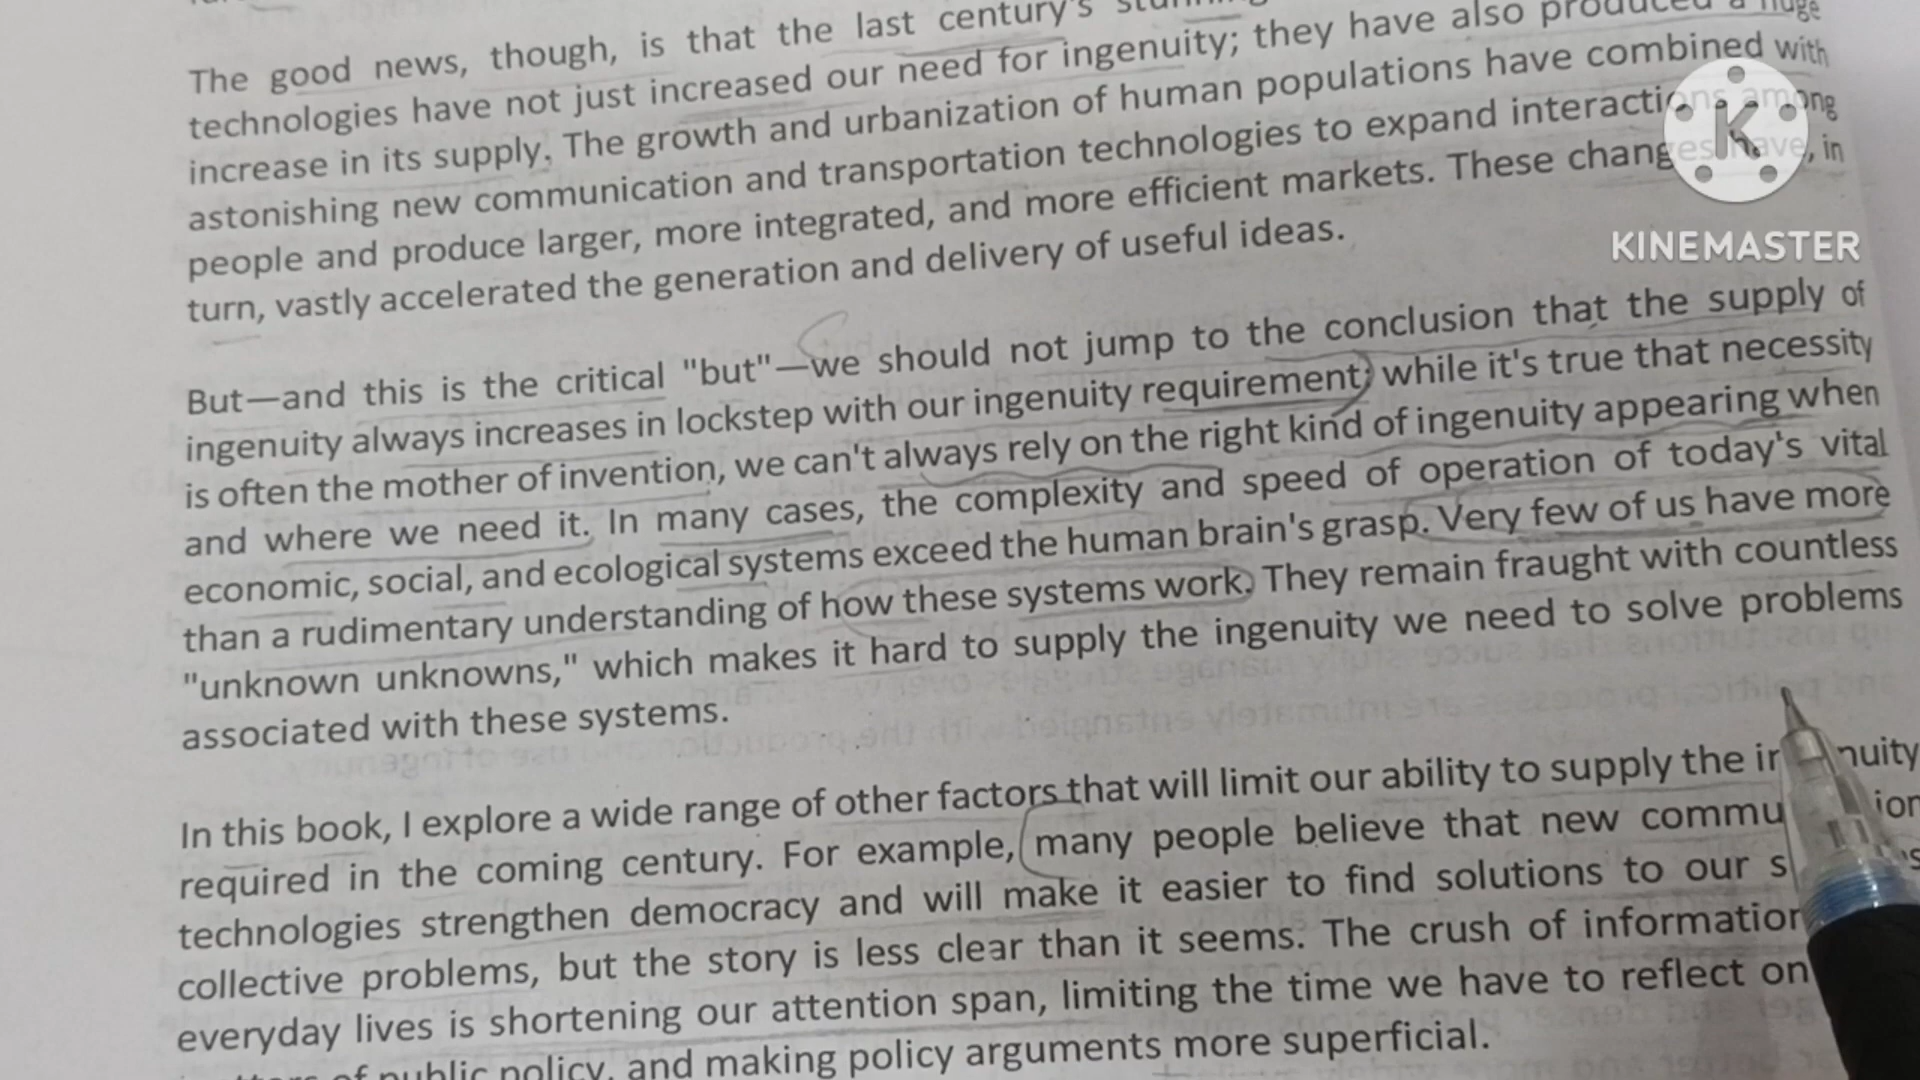 The good news, though, is that the last century's
technologies have not just increased our need for ingenuity; they have also produced a huge
increase in its supply. The growth and urbanization of human populations have combined with
astonishing new communication and transportation technologies to expand interactions among
people and produce larger, more integrated, and more efficient markets. These changes have, in
turn, vastly accelerated the generation and delivery of useful ideas.
KINEMASTER
But—and this is the critical "but"—we should not jump to the conclusion that the supply of
ingenuity always increases in lockstep with our ingenuity requirement; while it's true that necessity
is often the mother of invention, we can't always rely on the right kind of ingenuity appearing when
and where we need it. In many cases, the complexity and speed of operation of today's vital
economic, social, and ecological systems exceed the human brain's grasp. Very few of us have more
than a rudimentary understanding of how these systems work. They remain fraught with countless
"unknown unknowns," which makes it hard to supply the ingenuity we need to solve problems
associated with these systems.
In this book, I explore a wide range of other factors that will limit our ability to supply the
required in the coming century. For example, many people believe that new
technologies strengthen democracy and will make it easier to find solutions to our
collective problems, but the story is less clear than it seems. The crush of information
everyday lives is shortening our attention span, limiting the time we have to reflect on
of public policy, and making policy arguments more superficial.